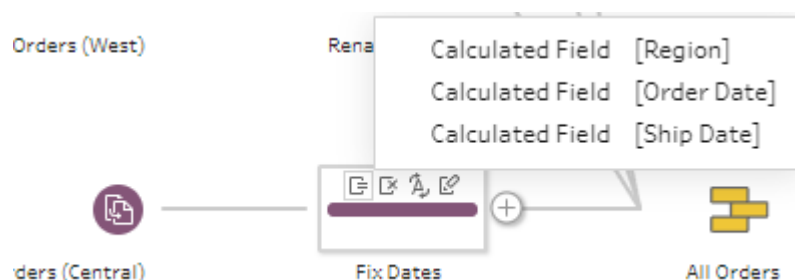 Orders (West)
Rena
Calculated Field [Region]
Calculated Field [Order Date]
Calculated Field [Ship Date]
ders (Central)
Fix Dates
All Orders